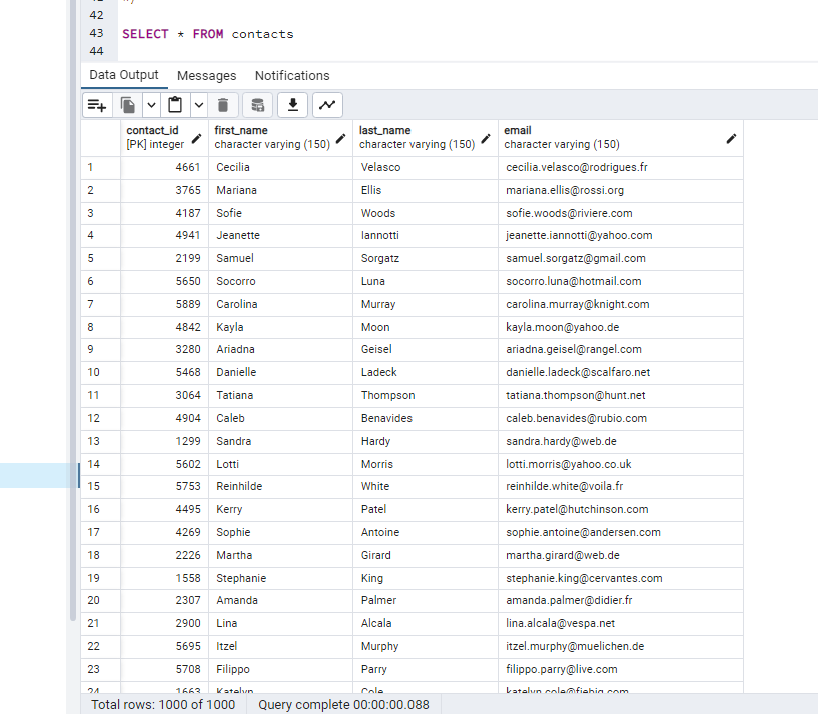 42
43 SELECT * FROM contacts
44
Data Output Messages Notifications
contact_id first_name last_name email
[PK] integer character varying (150) character varying (150) character varying (150)
1 4661 Cecilia Velasco cecilia.velasco@rodrigues.fr
2 3765 Mariana Ellis mariana.ellis@rossi.org
3 4187 Sofie Woods sofie.woods@riviere.com
4 4941 Jeanette Iannotti jeanette.iannotti@yahoo.com
5 2199 Samuel Sorgatz samuel.sorgatz@gmail.com
6 5650 Socorro Luna socorro.luna@hotmail.com
7 5889 Carolina Murray carolina.murray@knight.com
8 4842 Kayla Moon kayla.moon@yahoo.de
9 3280 Ariadna Geisel ariadna.geisel@rangel.com
10 5468 Danielle Ladeck danielle.ladeck@scalfaro.net
11 3064 Tatiana Thompson tatiana.thompson@hunt.net
12 4904 Caleb Benavides caleb.benavides@rubio.com
13 1299 Sandra Hardy sandra.hardy@web.de
14 5602 Lotti Morris lotti.morris@yahoo.co.uk
15 5753 Reinhilde White reinhilde.white@voila.fr
16 4495 Kerry Patel kerry.patel@hutchinson.com
17 4269 Sophie Antoine sophie.antoine@andersen.com
18 2226 Martha Girard martha.girard@web.de
19 1558 Stephanie King stephanie.king@cervantes.com
20 2307 Amanda Palmer amanda.palmer@didier.fr
21 2900 Lina Alcala lina.alcala@vespa.net
22 5695 Itzel Murphy itzel.murphy@muelichen.de
23 5708 Filippo Parry filippo.parry@live.com
24 1663 Katelyn Cole katelyn.cole@fiebig.com
Total rows: 1000 of 1000 Query complete 00:00:00.088